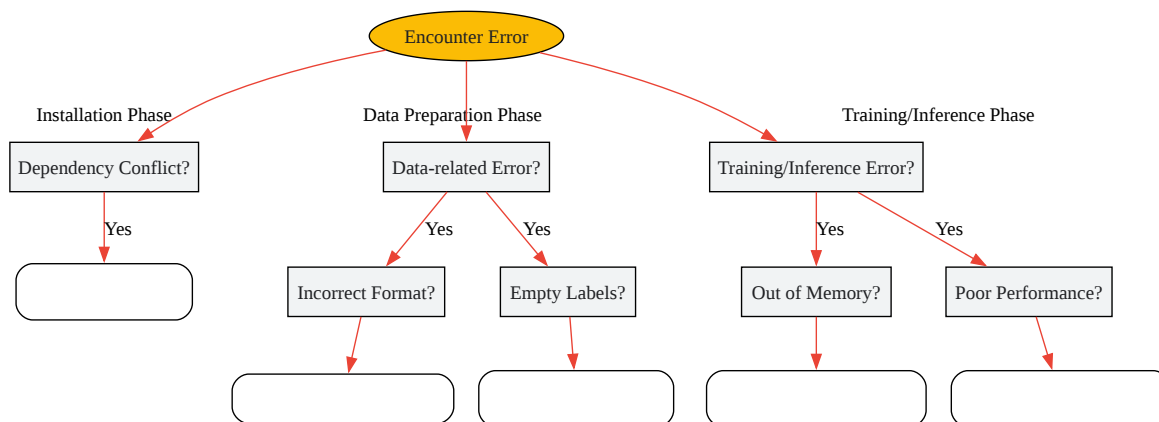 Encounter Error
Installation Phase
Data Preparation Phase
Training/Inference Phase
Dependency Conflict?
Data-related Error?
Training/Inference Error?
Yes
Yes
Yes
Yes
Yes
Incorrect Format?
Empty Labels?
Out of Memory?
Poor Performance?